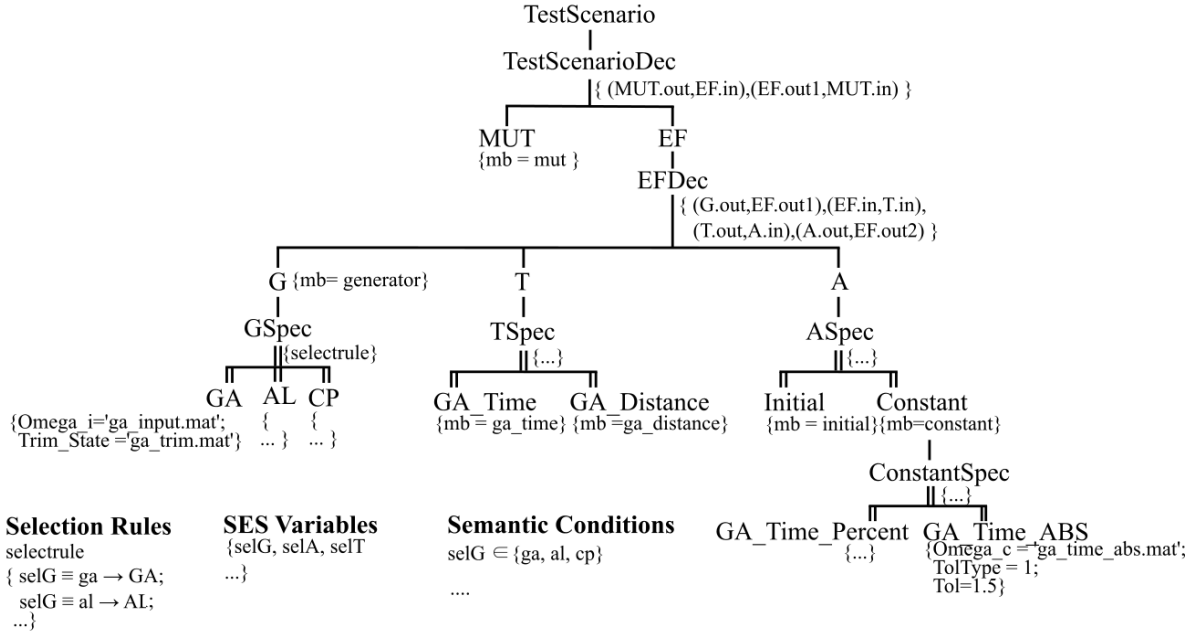 TestScenario
TestScenarioDec
{ (MUT.out,EF.in),(EF.out1,MUT.in) }
MUT
{mb = mut }
EF
EFDec
{ (G.out,EF.out1),(EF.in,T.in),
(T.out,A.in),(A.out,EF.out2) }
G {mb= generator}
T
A
GSpec
{selectrule}
TSpec
{...}
ASpec
{...}
GA
AL
CP
{Omega_i='ga_input.mat';
Trim_State ='ga_trim.mat'}
{
... }
{
... }
GA_Time
{mb = ga_time}
GA_Distance
{mb =ga_distance}
Initial
{mb = initial}
Constant
{mb=constant}
ConstantSpec
{...}
GA_Time_Percent
{...}
GA_Time_ABS
{Omega_c = 'ga_time_abs.mat';
TolType = 1;
Tol=1.5}
Selection Rules
selectrule
{ selG ≡ ga → GA;
selG ≡ al → AL;
...}
SES Variables
{selG, selA, selT
...}
Semantic Conditions
selG ∈ {ga, al, cp}
....